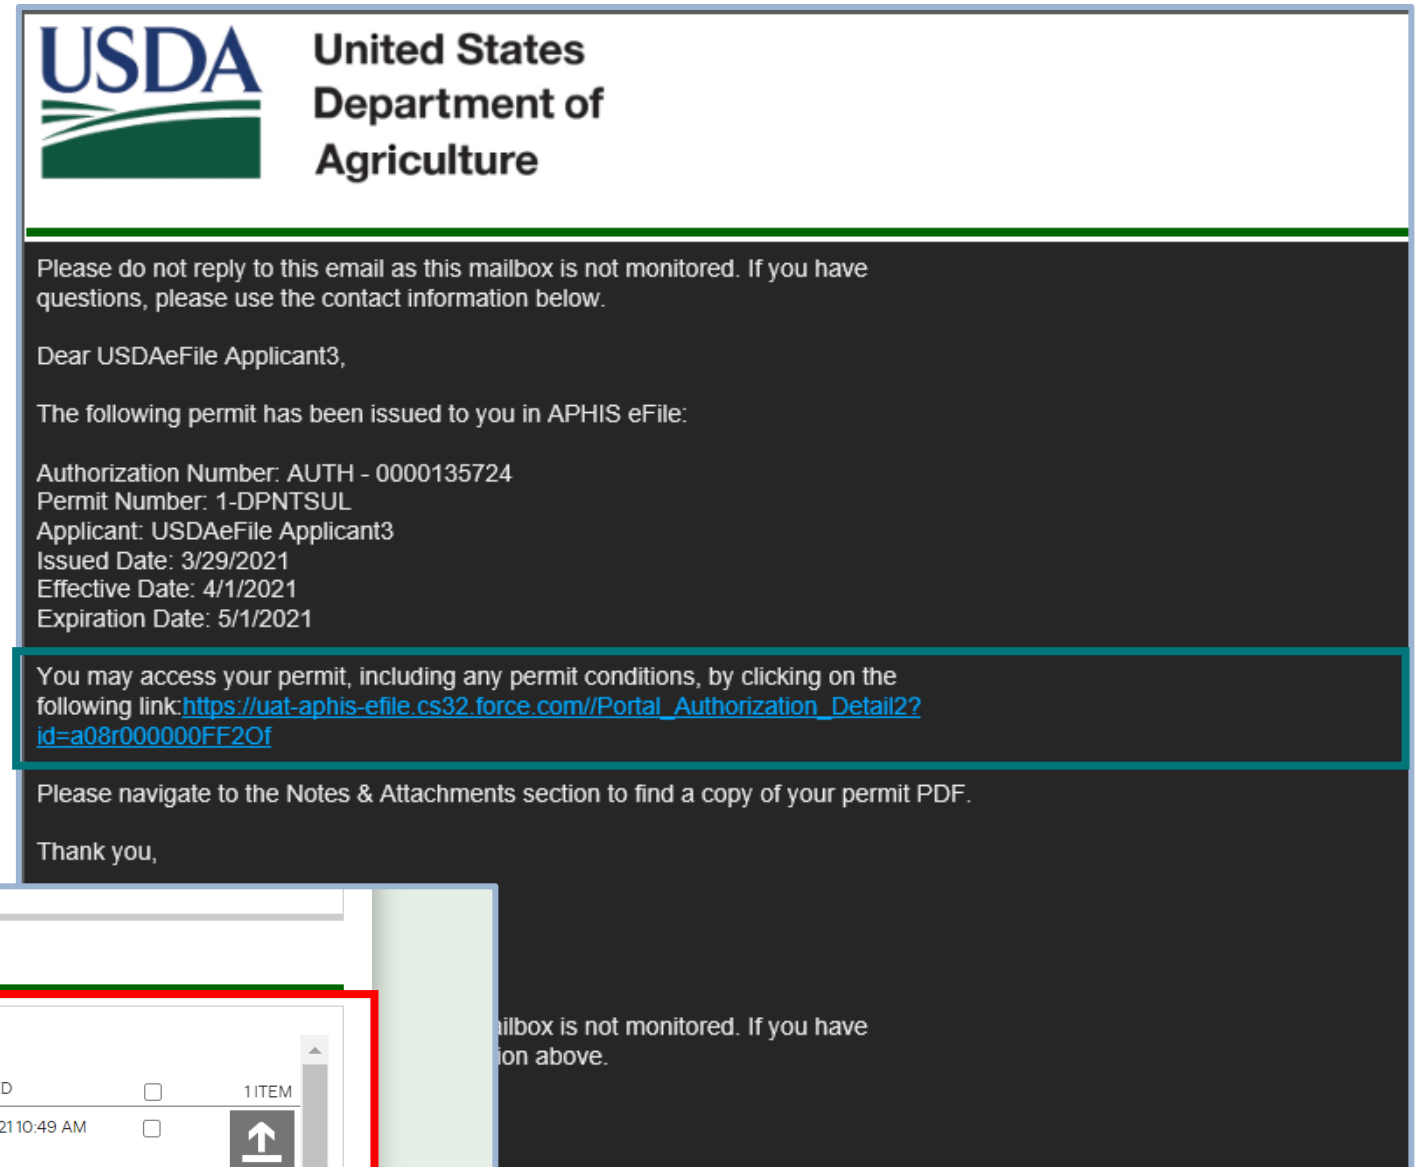 USDA
United States
Department of
Agriculture
Please do not reply to this email as this mailbox is not monitored. If you have
questions, please use the contact information below.
Dear USDAeFile Applicant3,
The following permit has been issued to you in APHIS eFile:
Authorization Number: AUTH - 0000135724
Permit Number: 1-DPNTSUL
Applicant: USDAeFile Applicant3
Issued Date: 3/29/2021
Effective Date: 4/1/2021
Expiration Date: 5/1/2021
You may access your permit, including any permit conditions, by clicking on the
following link:https://uat-aphis-efile.cs32.force.com//Portal_Authorization_Detail2?
id=a08r000000FF2Of
Please navigate to the Notes & Attachments section to find a copy of your permit PDF.
Thank you,
ilbox is not monitored. If you have
ion above.
D 1 ITEM
21 10:49 AM